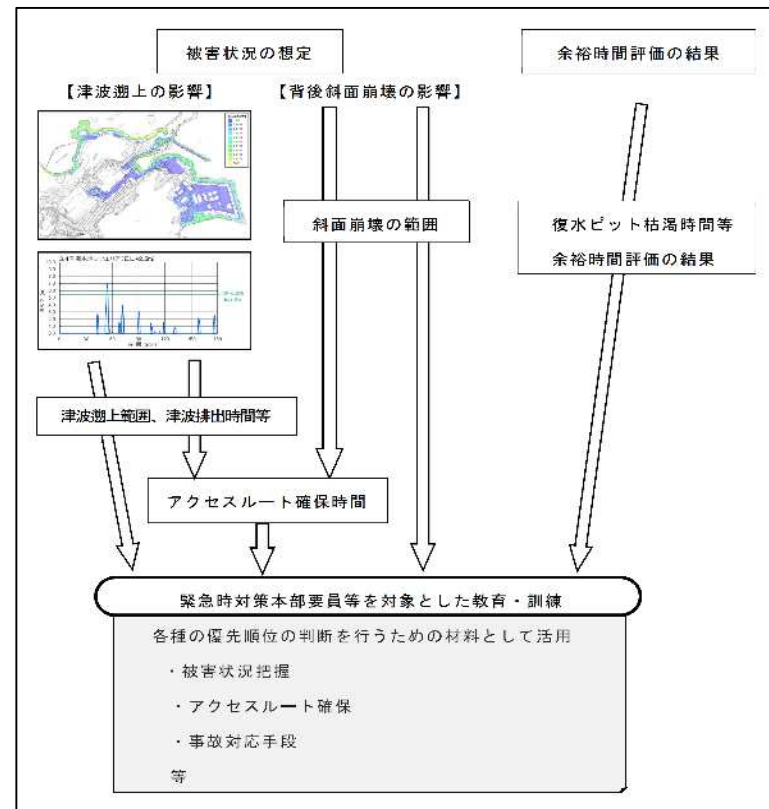 被害状況の想定
余裕時間評価の結果
【津波遡上の影響】
【背後斜面崩壊の影響】
斜面崩壊の範囲
復水ピット枯渇時間等
余裕時間評価の結果
津波遡上範囲、津波排出時間等
アクセスルート確保時間
緊急時対策本部要員等を対象とした教育・訓練
各種の優先順位の判断を行うための材料として活用
・被害状況把握
・アクセスルート確保
・事故対応手段
等